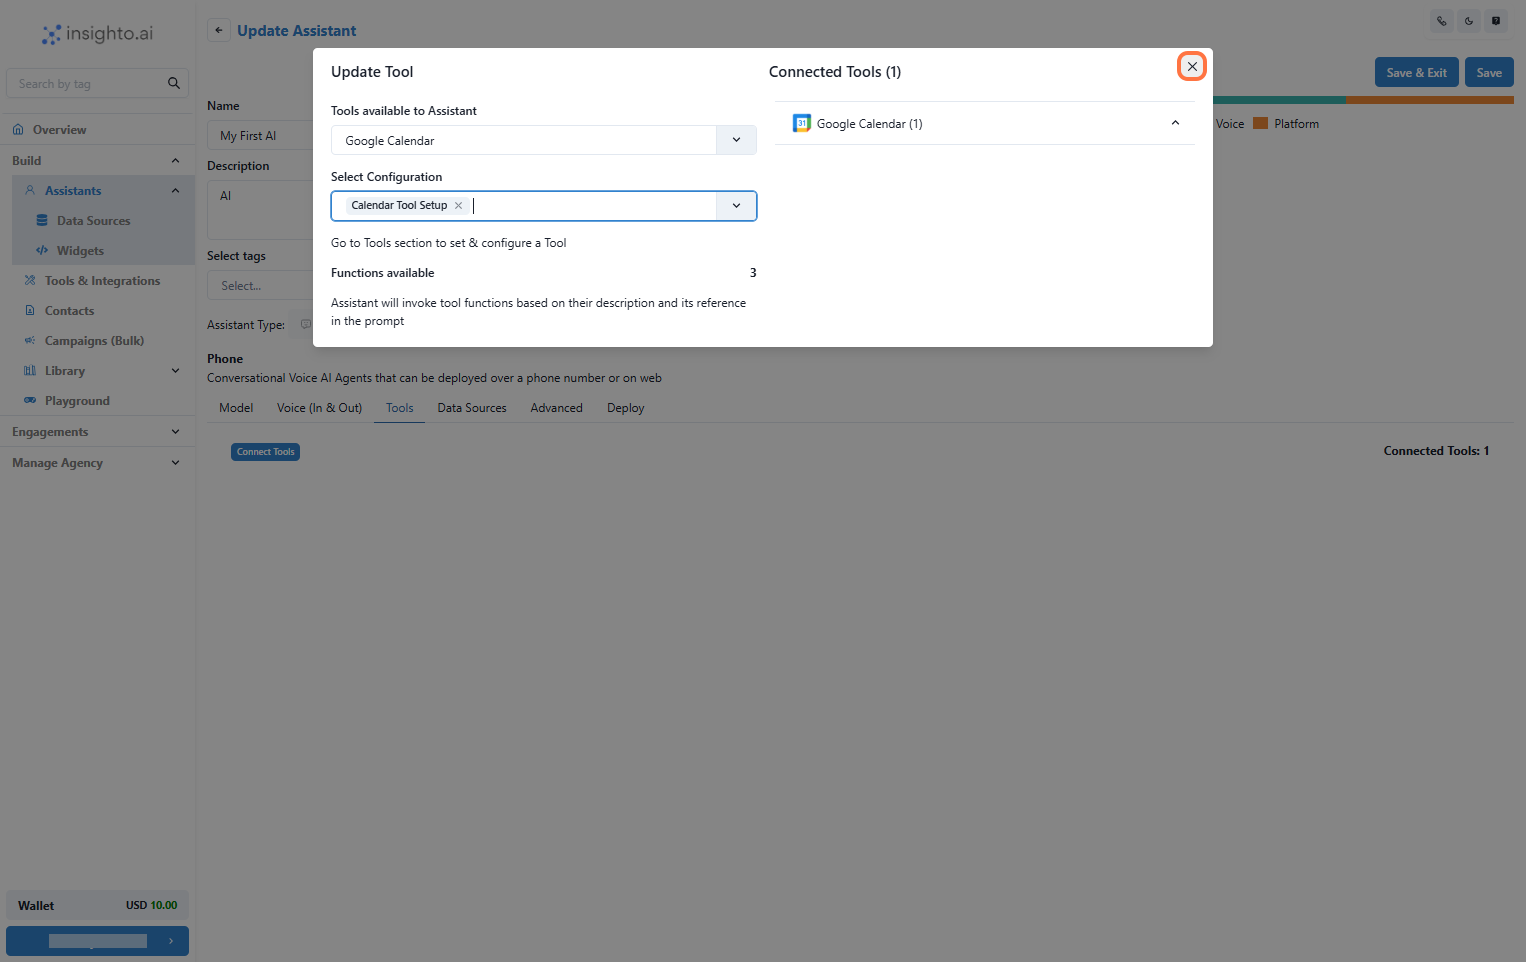 insighto.ai
Search by tag
Overview
Build
Assistants
Data Sources
Widgets
Tools & Integrations
Contacts
Campaigns (Bulk)
Library
Playground
Engagements
Manage Agency
Wallet USD 10.00
Update Assistant
Save & Exit Save
Voice Platform
Name
My First AI
Description
AI
Select tags
Select...
Assistant Type:
Update Tool
Tools available to Assistant
Google Calendar
Select Configuration
Calendar Tool Setup
Go to Tools section to set & configure a Tool
Functions available 3
Assistant will invoke tool functions based on their description and its reference
in the prompt
Connected Tools (1)
31 Google Calendar (1)
Phone
Conversational Voice AI Agents that can be deployed over a phone number or on web
Model Voice (In & Out) Tools Data Sources Advanced Deploy
Connect Tools Connected Tools: 1